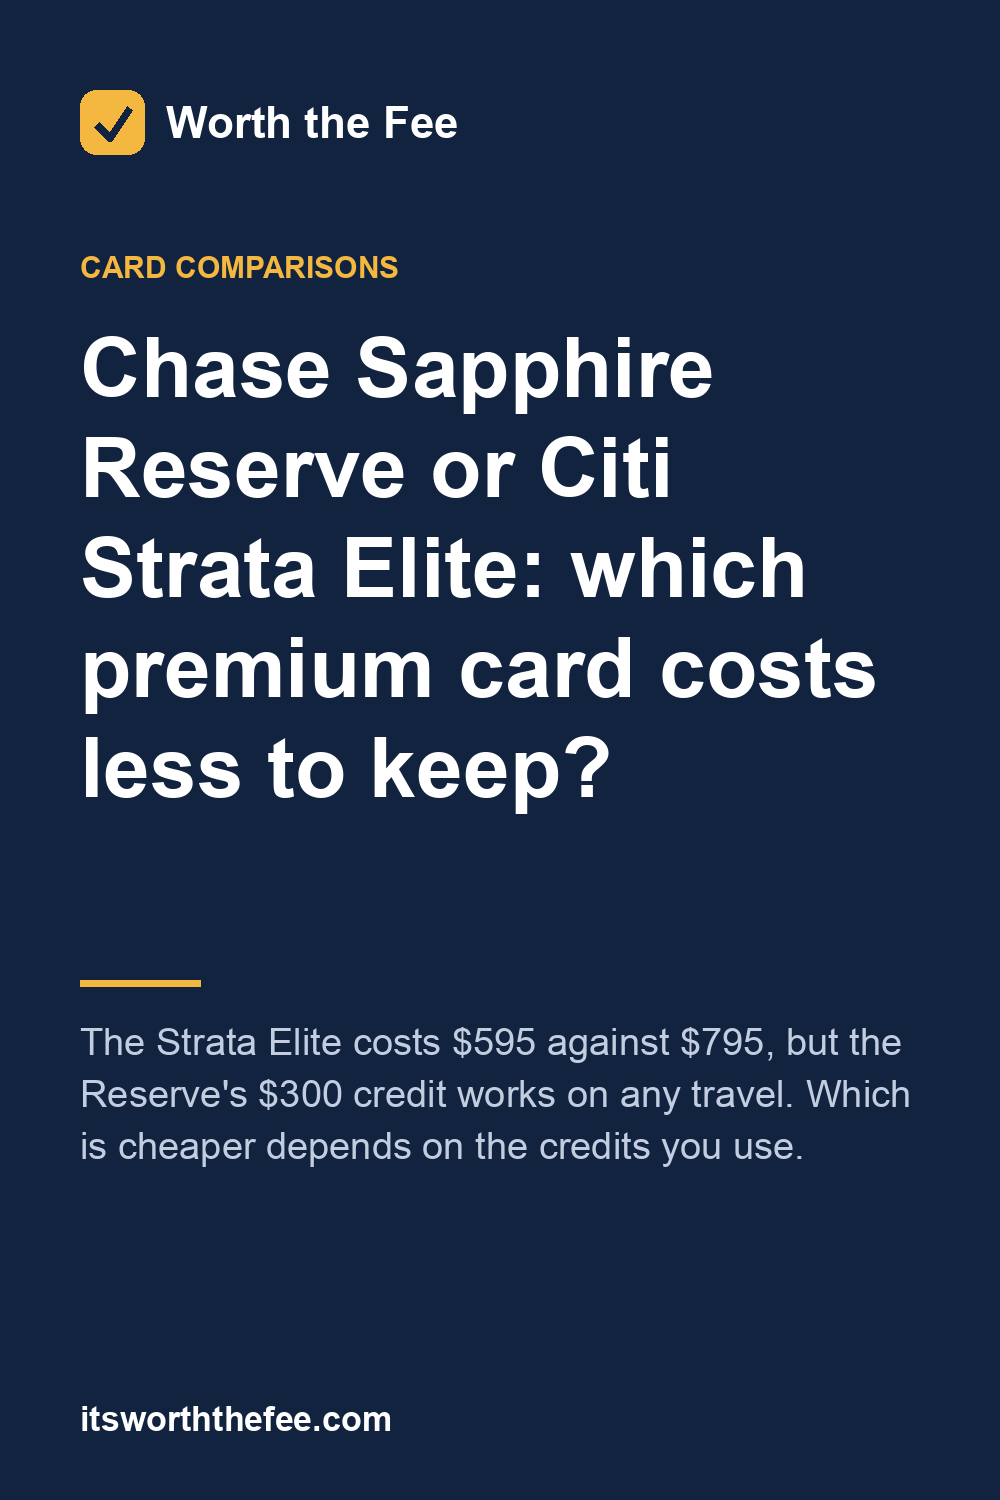 Worth the Fee
CARD COMPARISONS
Chase Sapphire
Reserve or Citi
Strata Elite: which
premium card costs
less to keep?
The Strata Elite costs $595 against $795, but the
Reserve's $300 credit works on any travel. Which
is cheaper depends on the credits you use.
itsworththefee.com